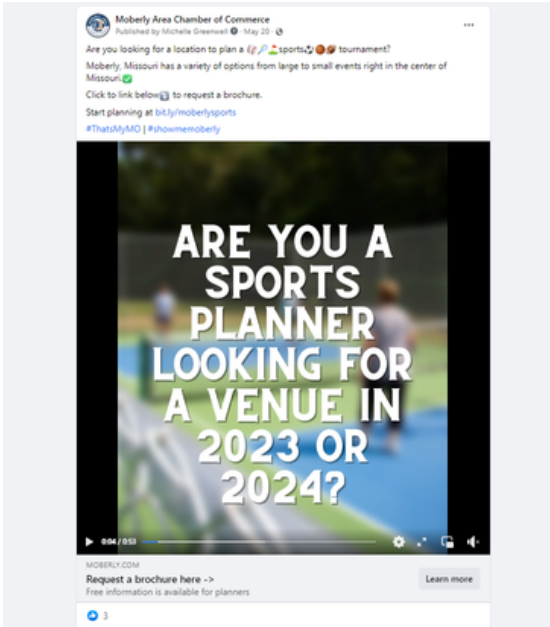 Moberly Area Chamber of Commerce
Published by Michelle Greenwell · May 20 ·
Are you looking for a location to plan a 🏈🎾⛳sports⚽🏀🏈 tournament?
Moberly, Missouri has a variety of options from large to small events right in the center of
Missouri.✅
Click to link below⤵️ to request a brochure.
Start planning at bit.ly/moberlysports
#ThatsMyMO | #showmemoberly
ARE YOU A
SPORTS
PLANNER
LOOKING FOR
A VENUE IN
2023 OR
2024?
0:04 / 0:53
MOBERLY.COM
Request a brochure here ->
Learn more
Free information is available for planners
3